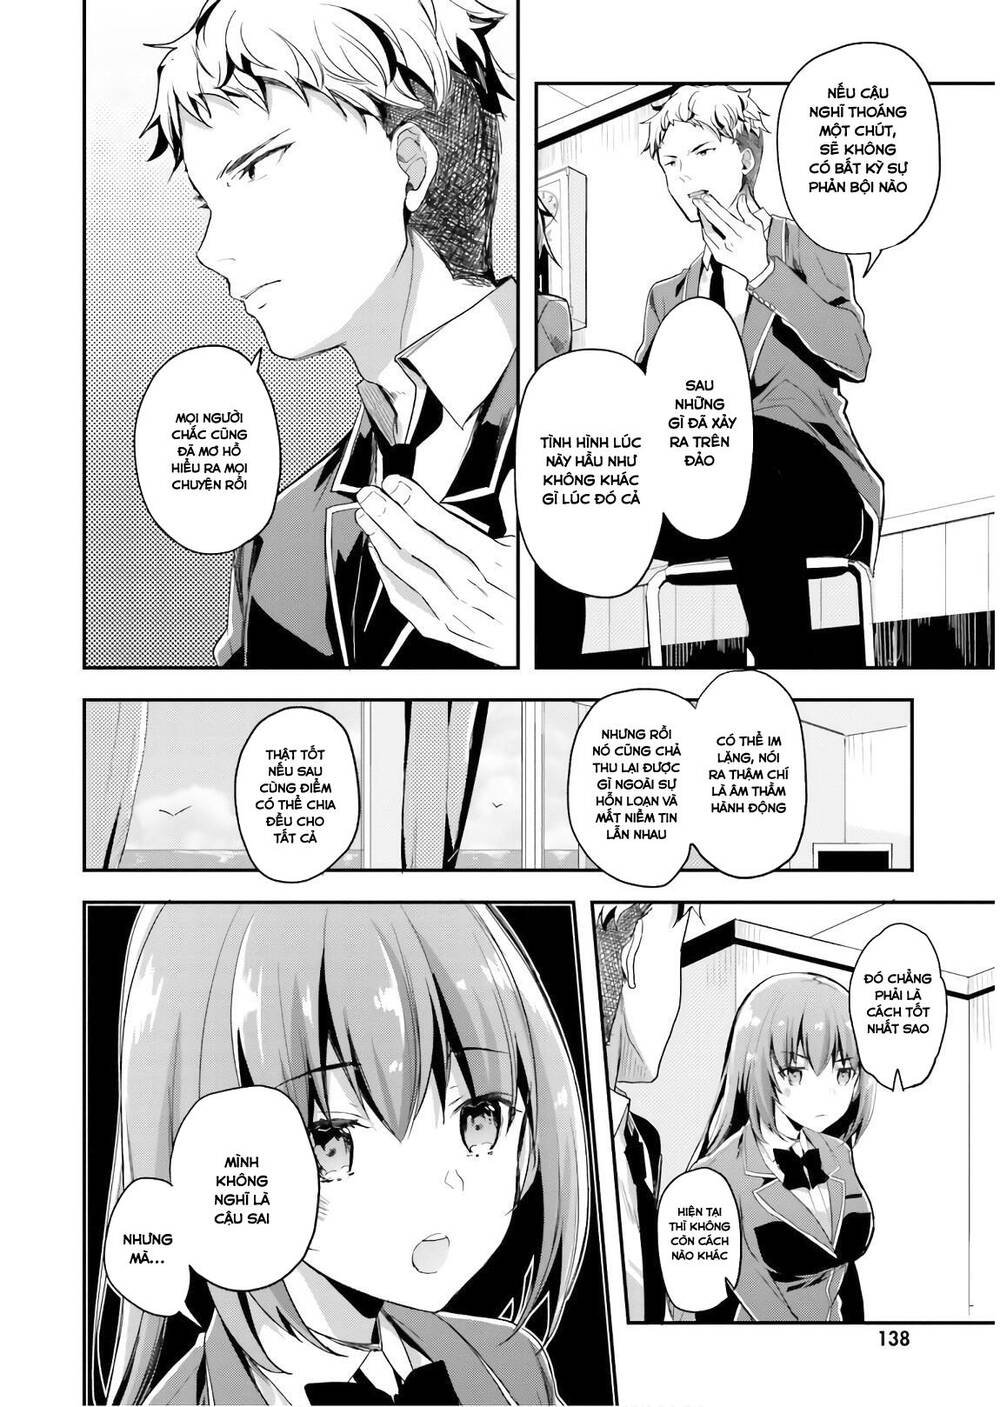 NẾU CẬU
NGHĨ THOÁNG
MỘT CHÚT,
SẼ KHÔNG
CÓ BẤT KỲ SỰ
PHẢN BỘI NÀO
SAU
NHỮNG
GÌ ĐÃ XẢY
RA TRÊN
ĐẢO
TÌNH HÌNH LÚC
NÀY HẦU NHƯ
KHÔNG KHÁC
GÌ LÚC ĐÓ CẢ
MỌI NGƯỜI
CHẮC CŨNG
ĐÃ MƠ HỒ
HIỂU RA MỌI
CHUYỆN RỒI
CÓ THỂ IM
LẶNG, NÓI
RA THẬM CHÍ
LÀ ÂM THẦM
HÀNH ĐỘNG
NHƯNG RỒI
NÓ CŨNG CHẢ
THU LẠI ĐƯỢC
GÌ NGOÀI SỰ
HỖN LOẠN VÀ
MẤT NIỀM TIN
LẪN NHAU
THẬT TỐT
NẾU SAU
CÙNG ĐIỂM
CÓ THỂ CHIA
ĐỀU CHO
TẤT CẢ
ĐÓ CHẲNG
PHẢI LÀ
CÁCH TỐT
NHẤT SAO
HIỆN TẠI
THÌ KHÔNG
CÒN CÁCH
NÀO KHÁC
MÌNH
KHÔNG
NGHĨ LÀ
CẬU SAI
NHƯNG
MÀ...
138